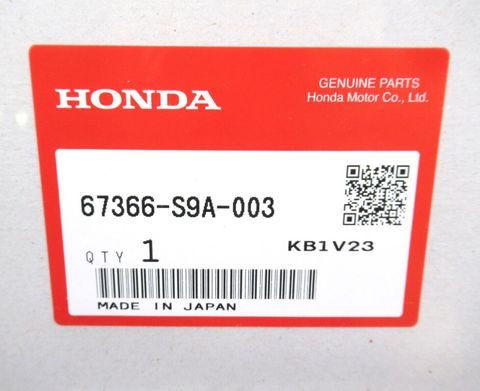 HONDA
GENUINE PARTS
Honda Motor Co., Ltd.
67366-S9A-003
QTY 1
KB1V23
MADE IN JAPAN